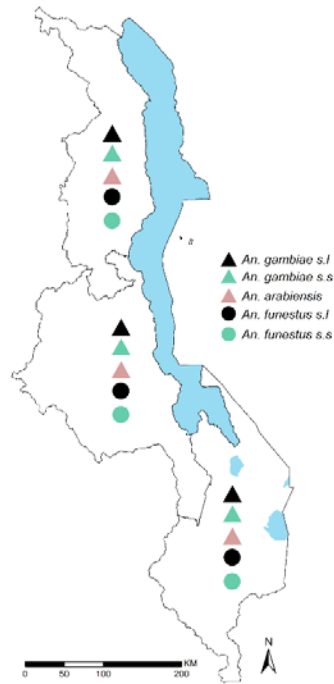 An. gambiae s.l
An. gambiae s.s
An. arabiensis
An. funestus s.l
An. funestus s.s
KM
0 50 100 200
N